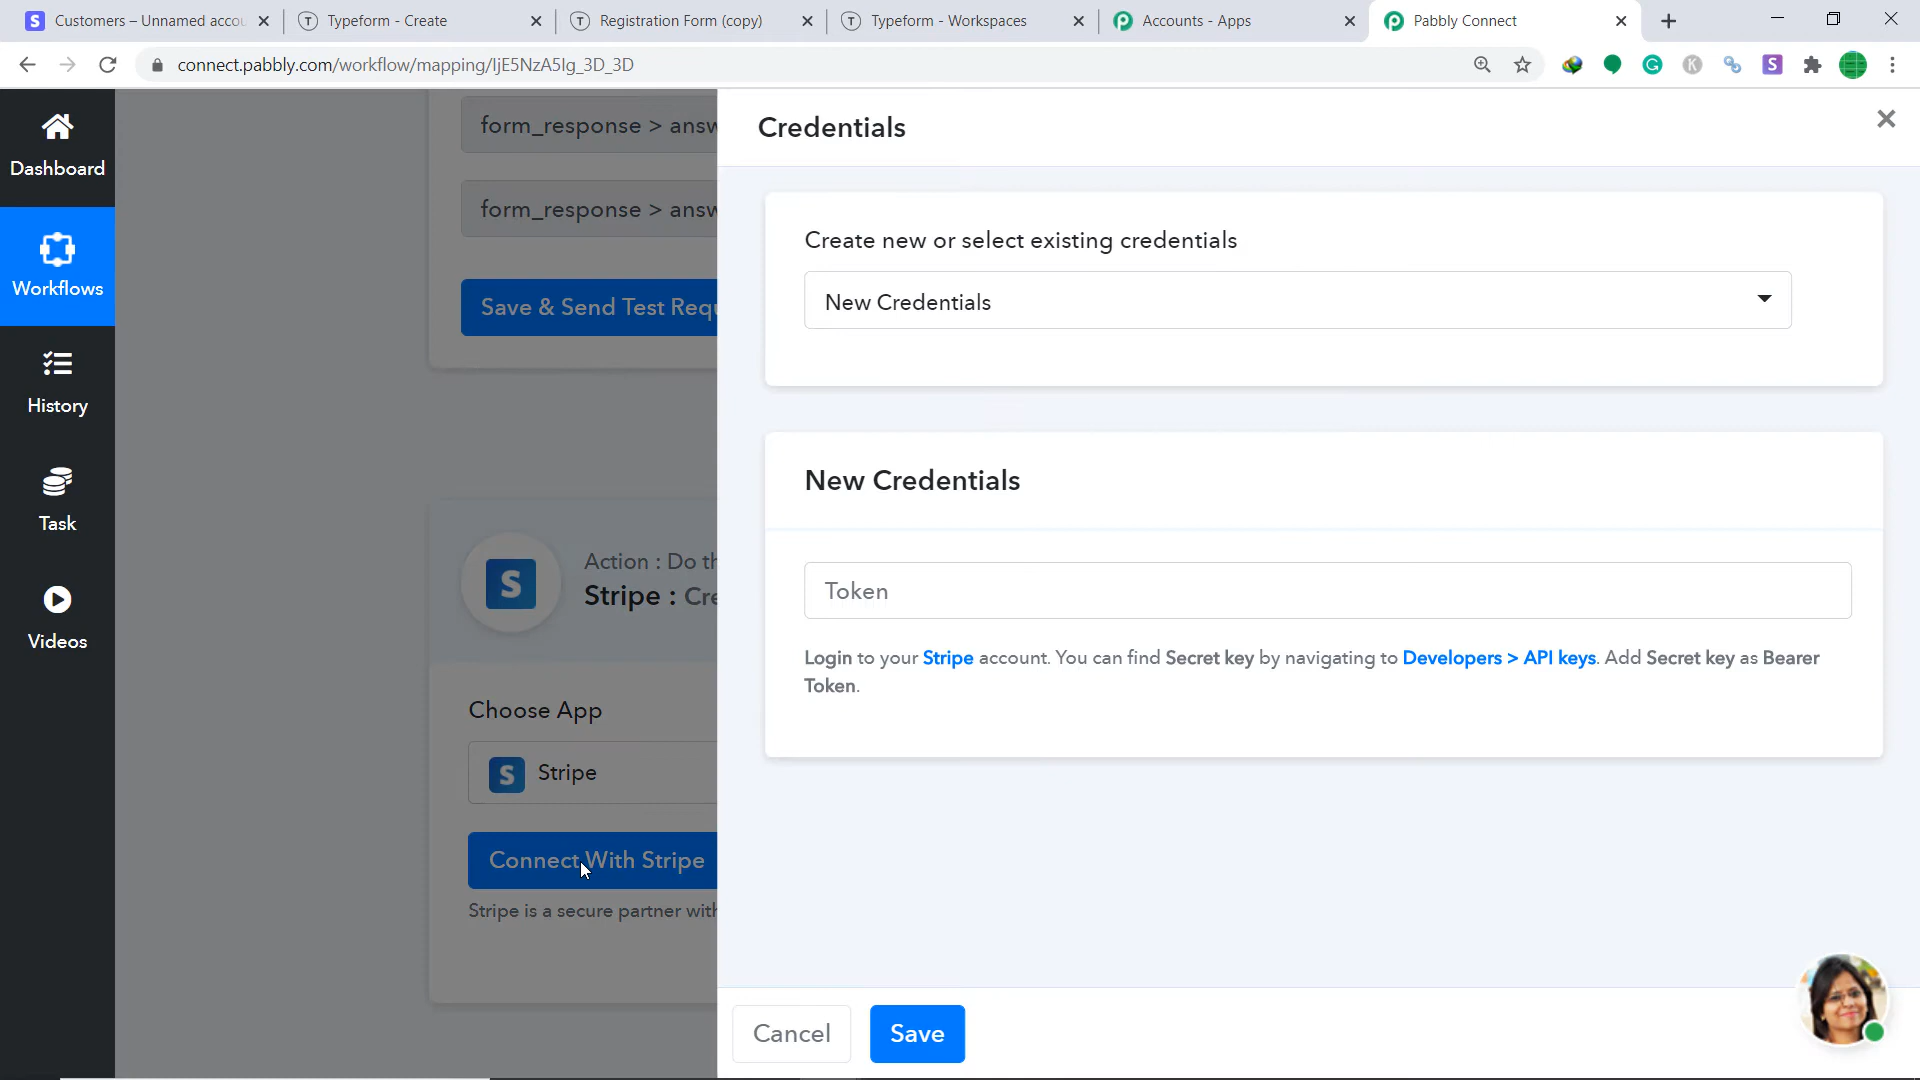 Customers – Unnamed accou
Typeform - Create
Registration Form (copy)
Typeform - Workspaces
Accounts - Apps
Pabbly Connect
connect.pabbly.com/workflow/mapping/IjE5NzA5Ig_3D_3D
Dashboard
Workflows
History
Task
Videos
form_response > answ
form_response > answ
Save & Send Test Requ
Action : Do th
Stripe : Cre
Choose App
Stripe
Connect With Stripe
Stripe is a secure partner with
Credentials
Create new or select existing credentials
New Credentials
New Credentials
Token
Login to your Stripe account. You can find Secret key by navigating to Developers > API keys. Add Secret key as Bearer
Token.
Cancel
Save